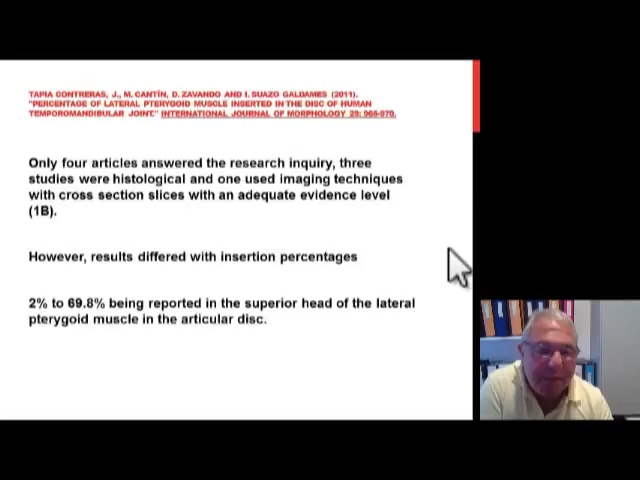 TAPIA CONTRERAS, J., M. CANTÍN, D. ZAVANDO AND I. SUAZO GALDAMES (2011).
"PERCENTAGE OF LATERAL PTERYGOID MUSCLE INSERTED IN THE DISC OF HUMAN
TEMPOROMANDIBULAR JOINT." INTERNATIONAL JOURNAL OF MORPHOLOGY 29: 965-970.
Only four articles answered the research inquiry, three
studies were histological and one used imaging techniques
with cross section slices with an adequate evidence level
(1B).
However, results differed with insertion percentages
2% to 69.8% being reported in the superior head of the lateral
pterygoid muscle in the articular disc.